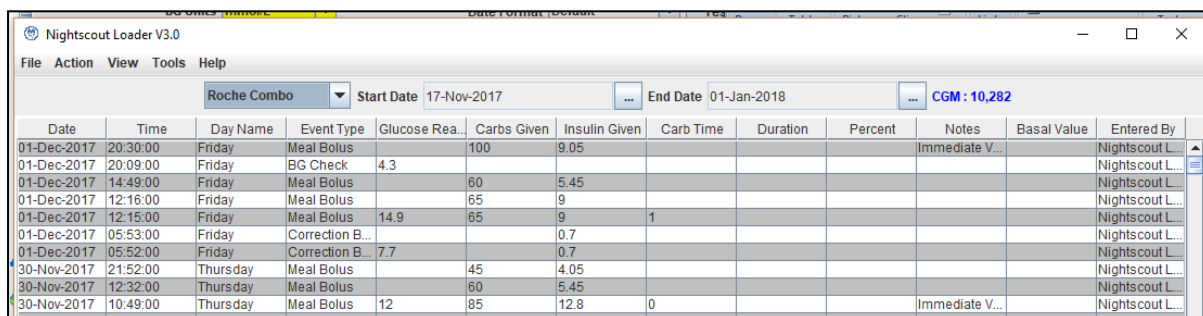 BG Units mmol/L Date Format Default
Nightscout Loader V3.0
File Action View Tools Help
Roche Combo Start Date 17-Nov-2017 ... End Date 01-Jan-2018 ... CGM : 10,282
Date Time Day Name Event Type Glucose Rea... Carbs Given Insulin Given Carb Time Duration Percent Notes Basal Value Entered By
01-Dec-2017 20:30:00 Friday Meal Bolus 100 9.05 Immediate V... Nightscout L...
01-Dec-2017 20:09:00 Friday BG Check 4.3 Nightscout L...
01-Dec-2017 14:49:00 Friday Meal Bolus 60 5.45 Nightscout L...
01-Dec-2017 12:16:00 Friday Meal Bolus 65 9 Nightscout L...
01-Dec-2017 12:15:00 Friday Meal Bolus 14.9 65 9 1 Nightscout L...
01-Dec-2017 05:53:00 Friday Correction B... 0.7 Nightscout L...
01-Dec-2017 05:52:00 Friday Correction B... 7.7 0.7 Nightscout L...
30-Nov-2017 21:52:00 Thursday Meal Bolus 45 4.05 Nightscout L...
30-Nov-2017 12:32:00 Thursday Meal Bolus 60 5.45 Nightscout L...
30-Nov-2017 10:49:00 Thursday Meal Bolus 12 85 12.8 0 Immediate V... Nightscout L...